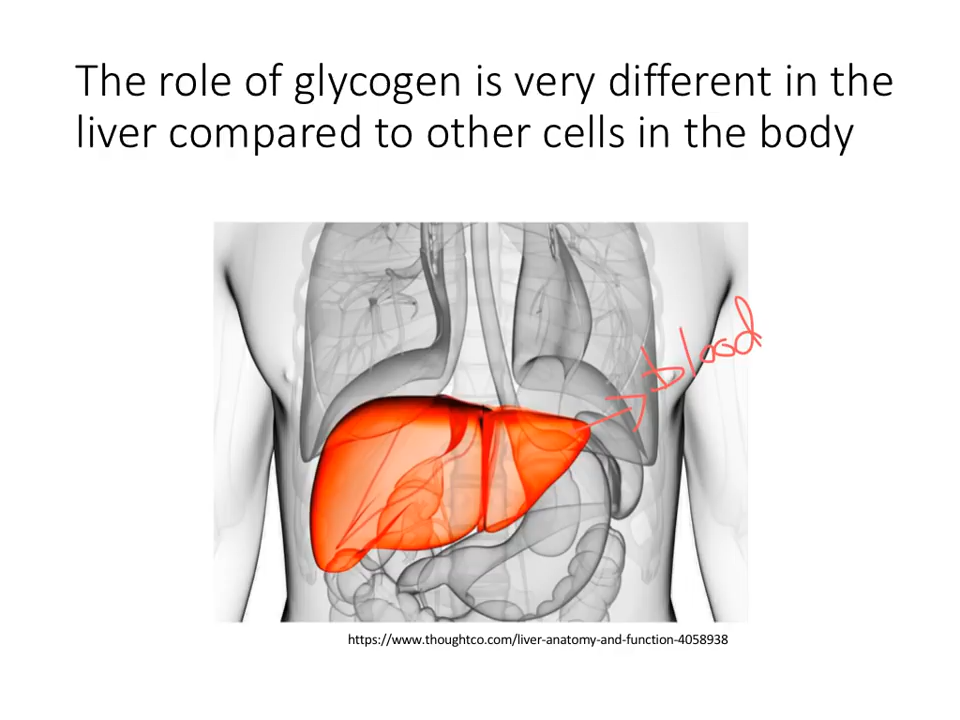 The role of glycogen is very different in the
liver compared to other cells in the body
blood
https://www.thoughtco.com/liver-anatomy-and-function-4058938